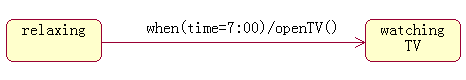 relaxing
when(time=7:00)/openTV()
watching
TV